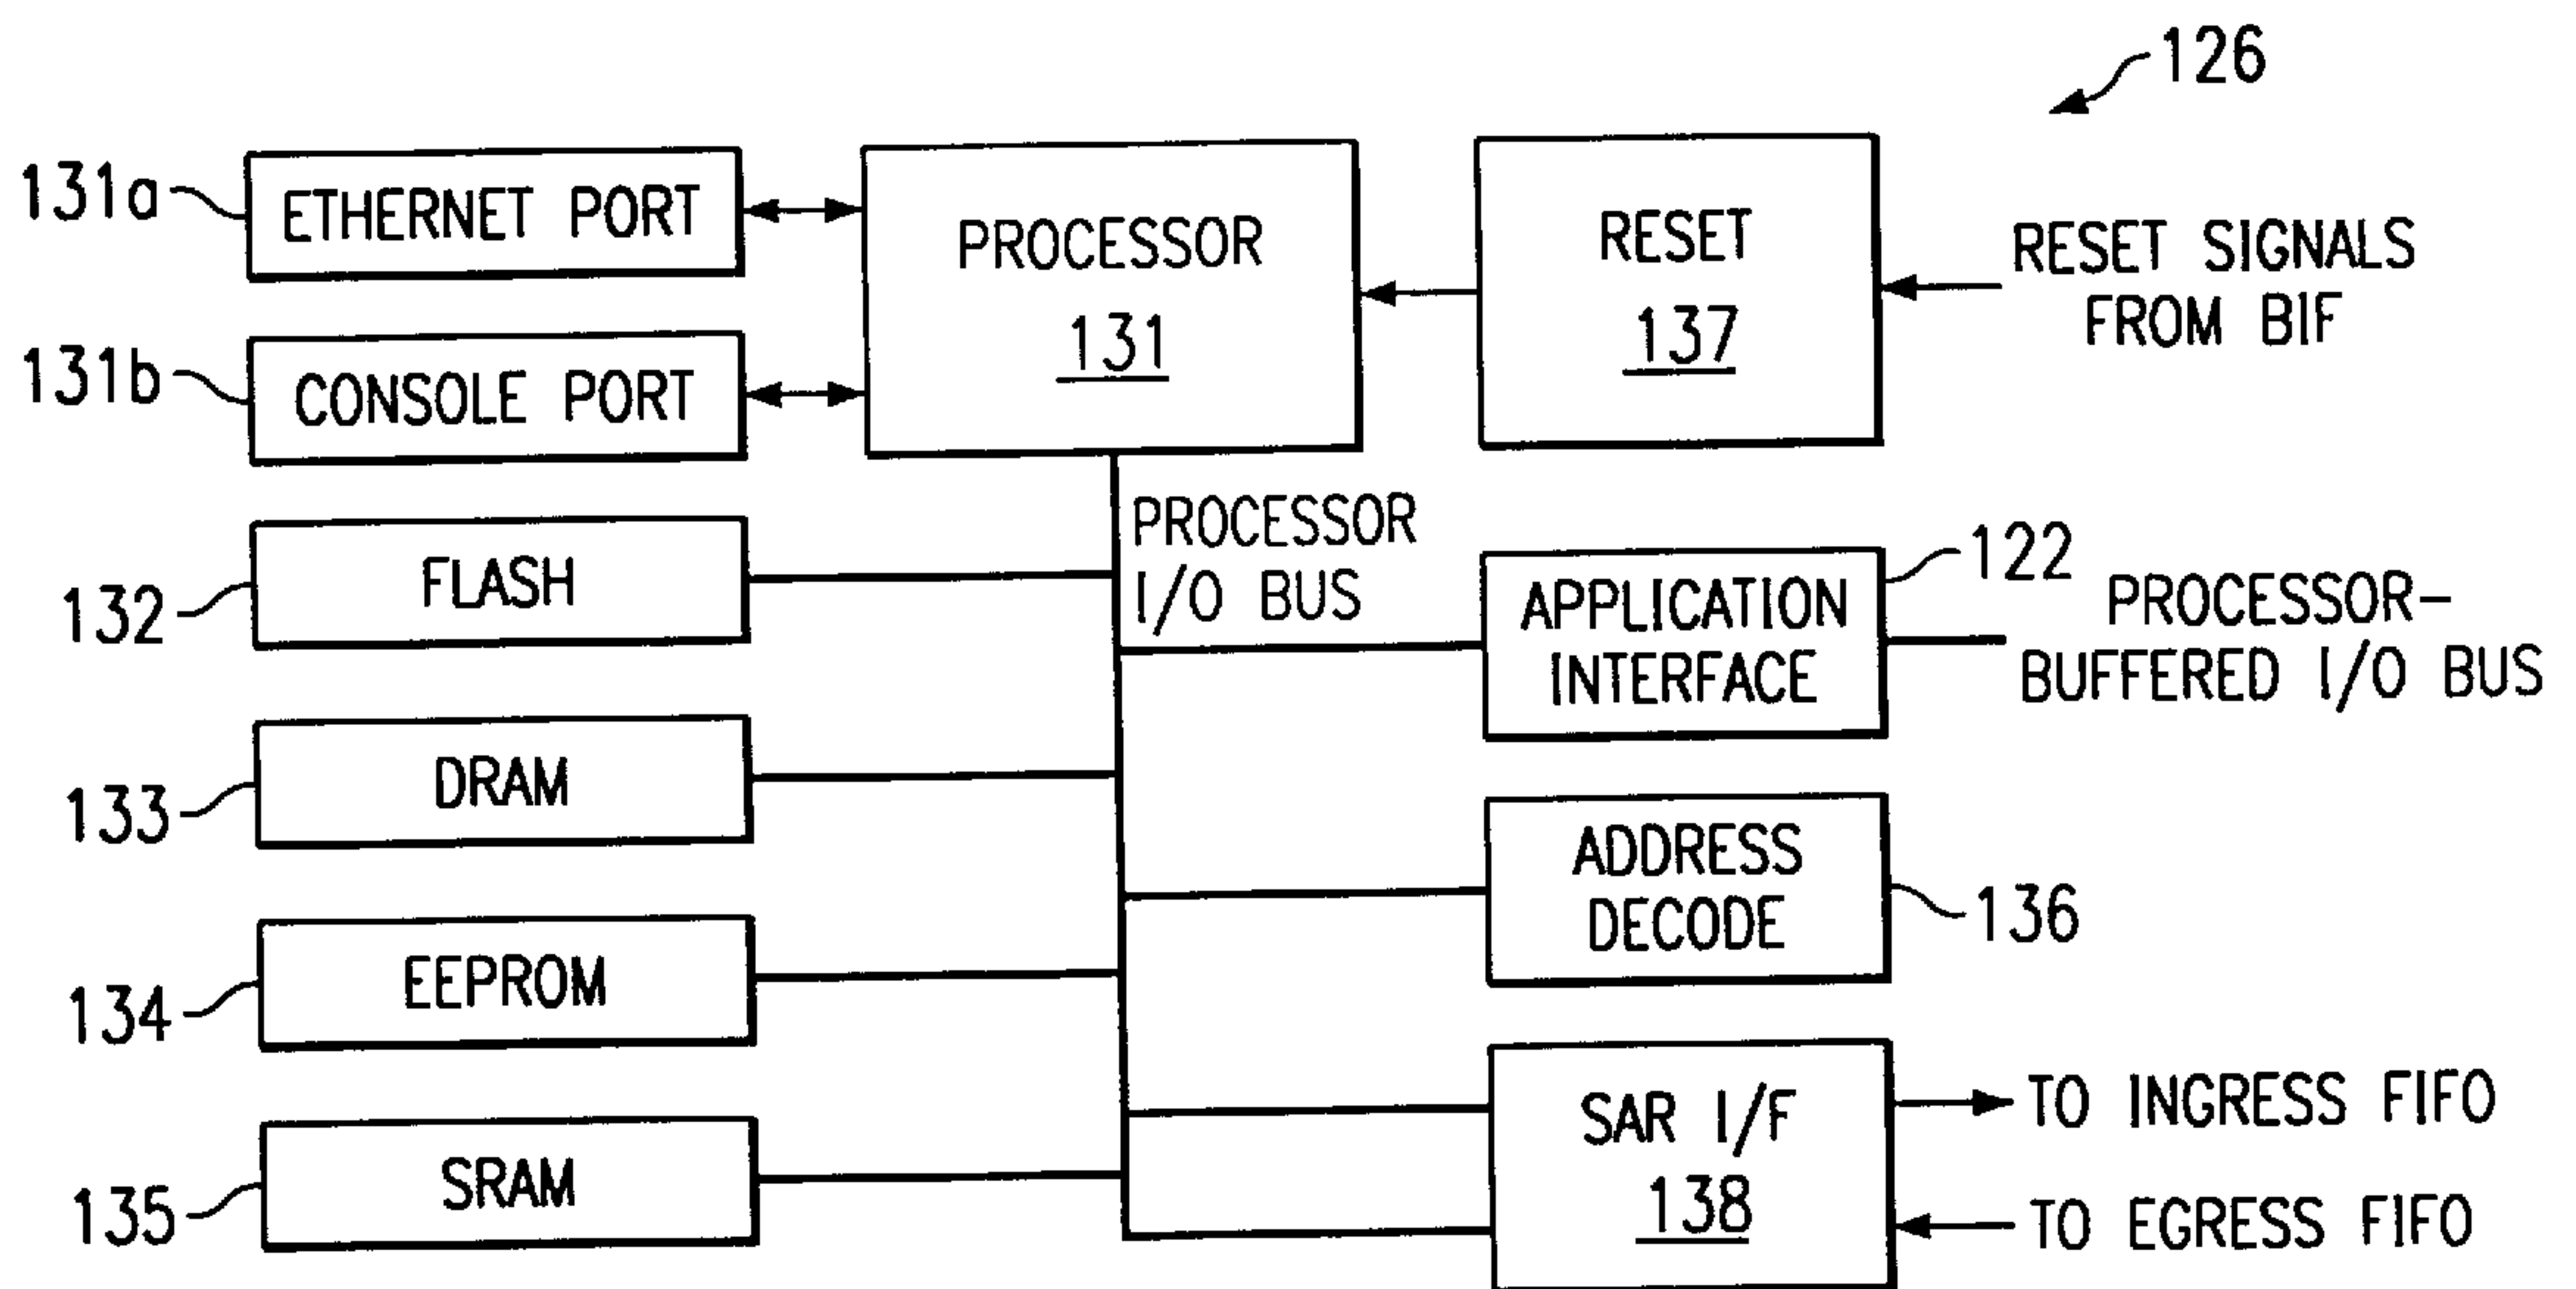 126
131a
ETHERNET PORT
PROCESSOR
131
RESET
137
RESET SIGNALS
FROM BIF
131b
CONSOLE PORT
132
FLASH
PROCESSOR
I/O BUS
APPLICATION
INTERFACE
122
PROCESSOR-
BUFFERED I/O BUS
133
DRAM
ADDRESS
DECODE
136
134
EEPROM
135
SRAM
SAR I/F
138
TO INGRESS FIFO
TO EGRESS FIFO